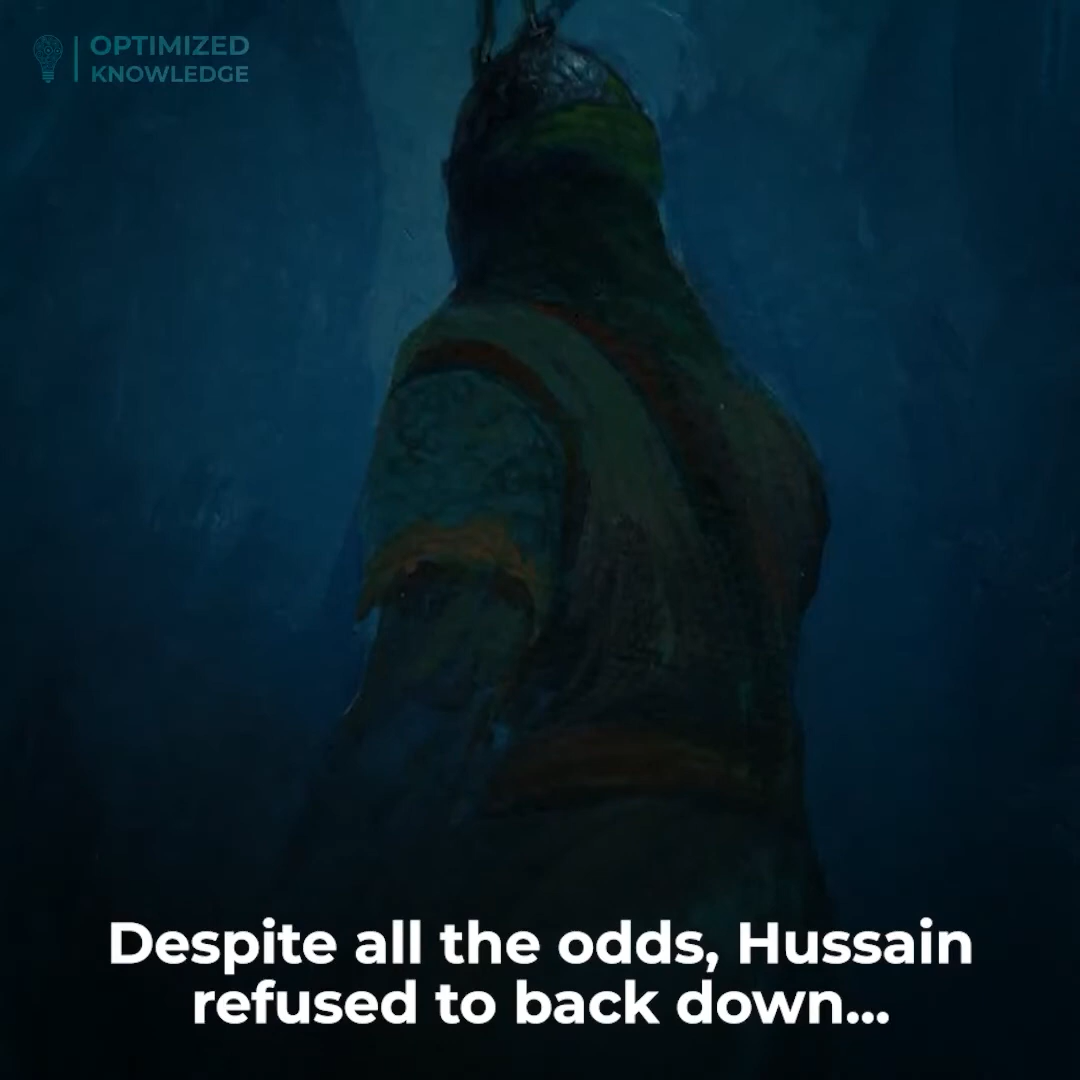 OPTIMIZED
KNOWLEDGE
Despite all the odds, Hussain
refused to back down...